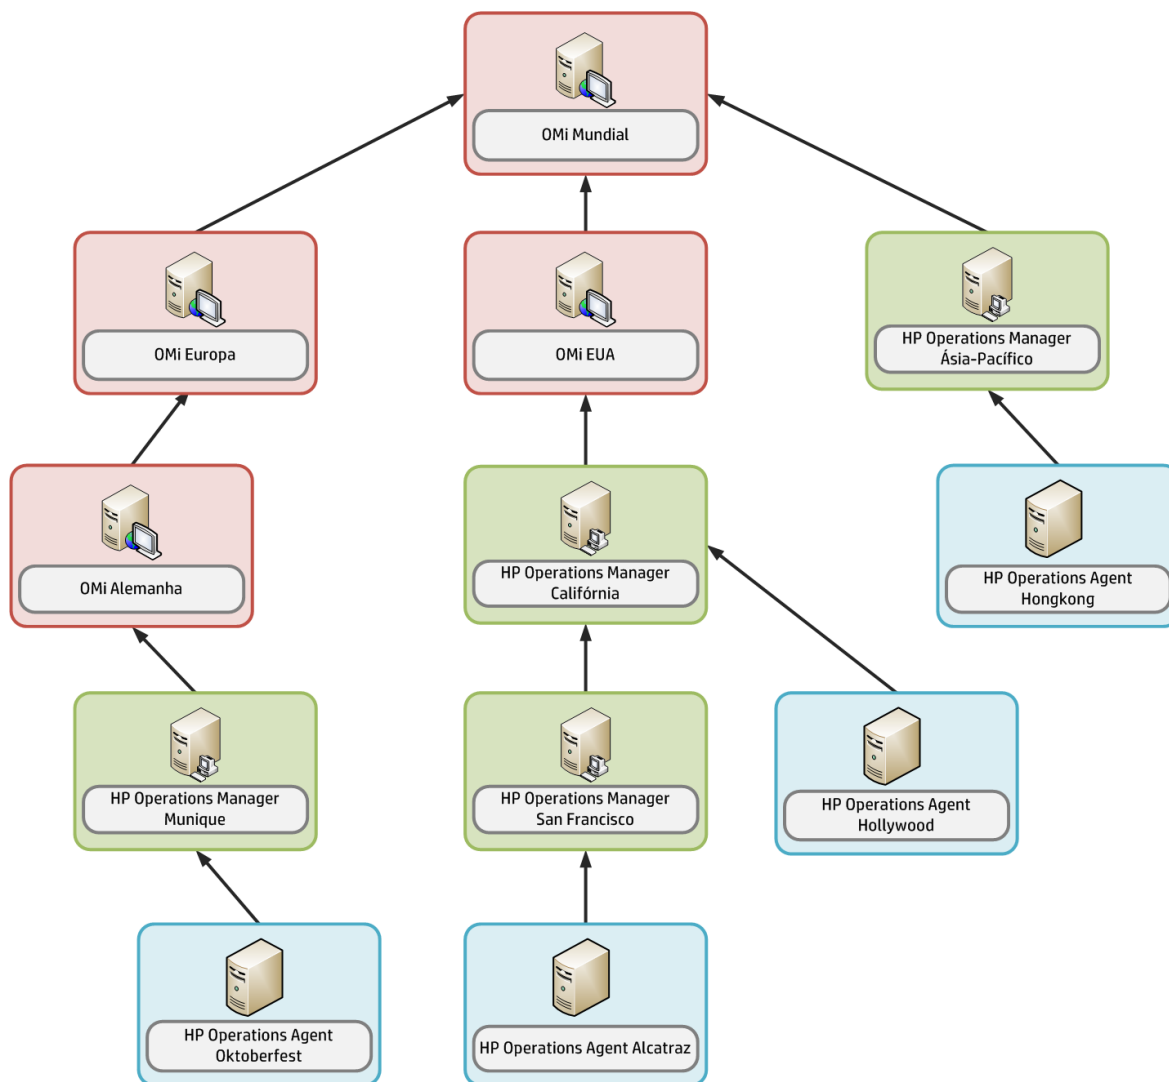 OMi Mundial
OMi Europa
OMi EUA
HP Operations Manager
Ásia-Pacífico
OMi Alemanha
HP Operations Manager
Califórnia
HP Operations Agent
Hongkong
HP Operations Manager
Munique
HP Operations Manager
San Francisco
HP Operations Agent
Hollywood
HP Operations Agent
Oktoberfest
HP Operations Agent Alcatraz